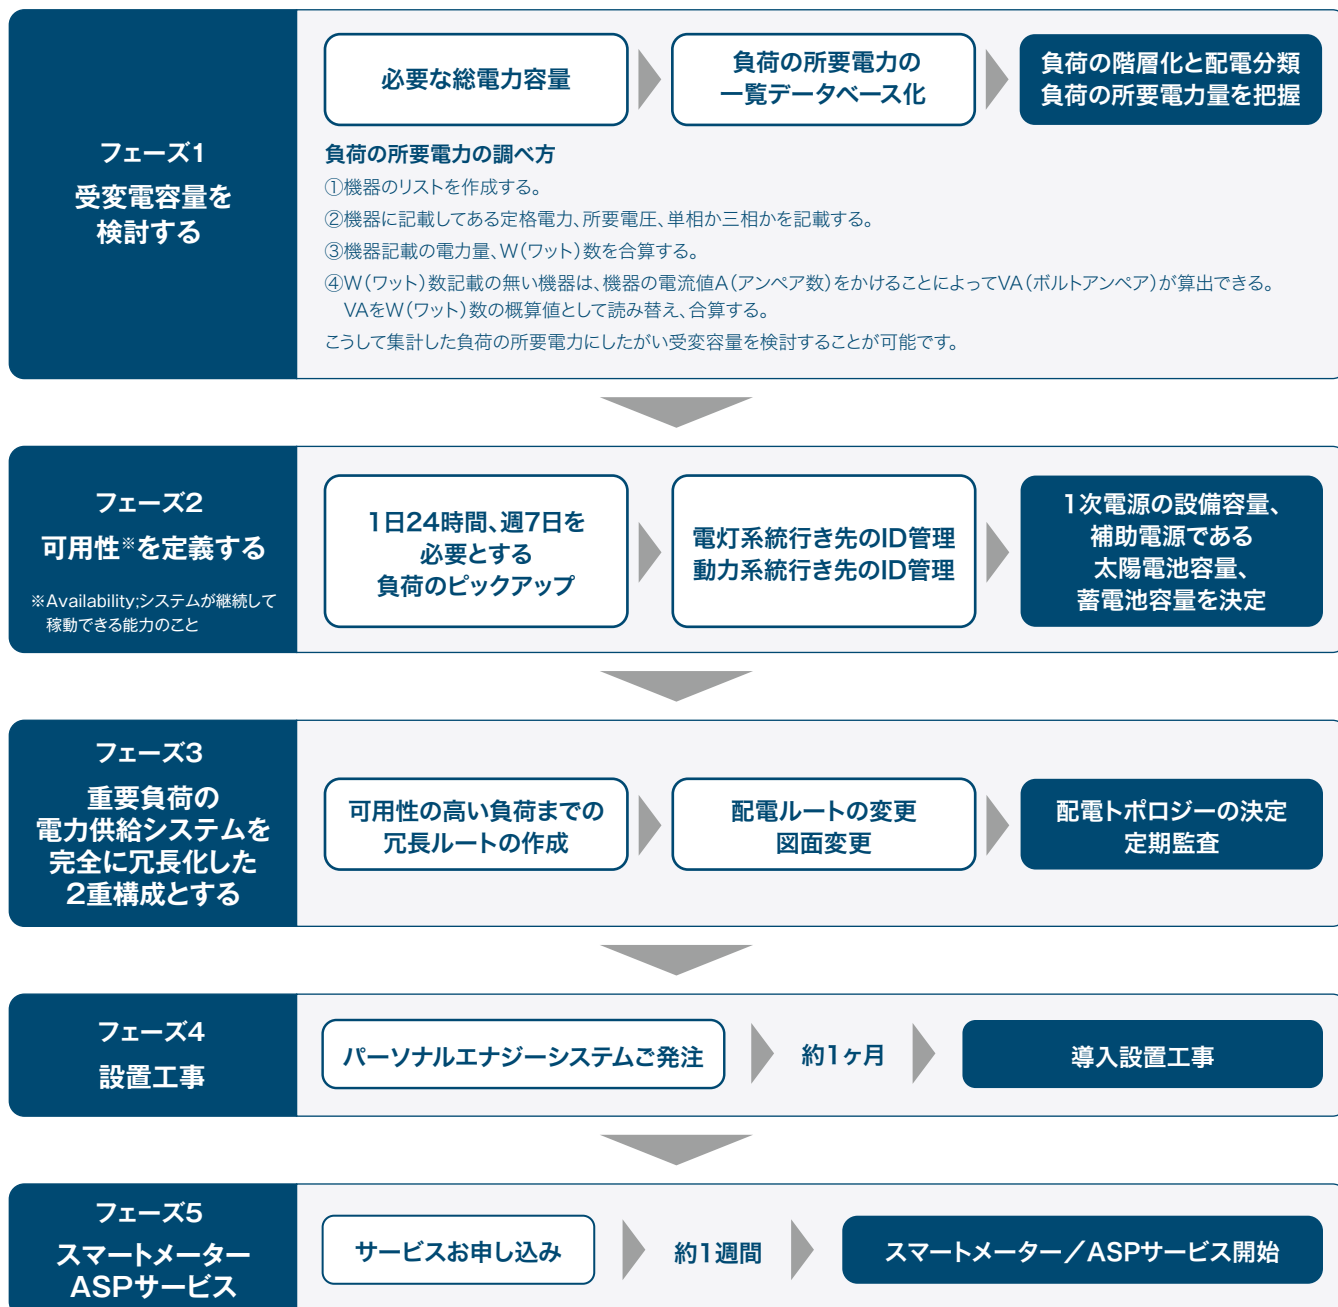 フェーズ1
受変電容量を
検討する
必要な総電力容量
負荷の所要電力の
一覧データベース化
負荷の階層化と配電分類
負荷の所要電力量を把握
負荷の所要電力の調べ方
①機器のリストを作成する。
②機器に記載してある定格電力、所要電圧、単相か三相かを記載する。
③機器記載の電力量、W(ワット)数を合算する。
④W(ワット)数記載の無い機器は、機器の電流値A(アンペア数)をかけることによってVA(ボルトアンペア)が算出できる。
VAをW(ワット)数の概算値として読み替え、合算する。
こうして集計した負荷の所要電力にしたがい受変容量を検討することが可能です。
フェーズ2
可用性※を定義する
※Availability;システムが継続して
稼動できる能力のこと
1日24時間、週7日を
必要とする
負荷のピックアップ
電灯系統行き先のID管理
動力系統行き先のID管理
1次電源の設備容量、
補助電源である
太陽電池容量、
蓄電池容量を決定
フェーズ3
重要負荷の
電力供給システムを
完全に冗長化した
2重構成とする
可用性の高い負荷までの
冗長ルートの作成
配電ルートの変更
図面変更
配電トポロジーの決定
定期監査
フェーズ4
設置工事
パーソナルエナジーシステムご発注
約1ヶ月
導入設置工事
フェーズ5
スマートメーター
ASPサービス
サービスお申し込み
約1週間
スマートメーター/ASPサービス開始